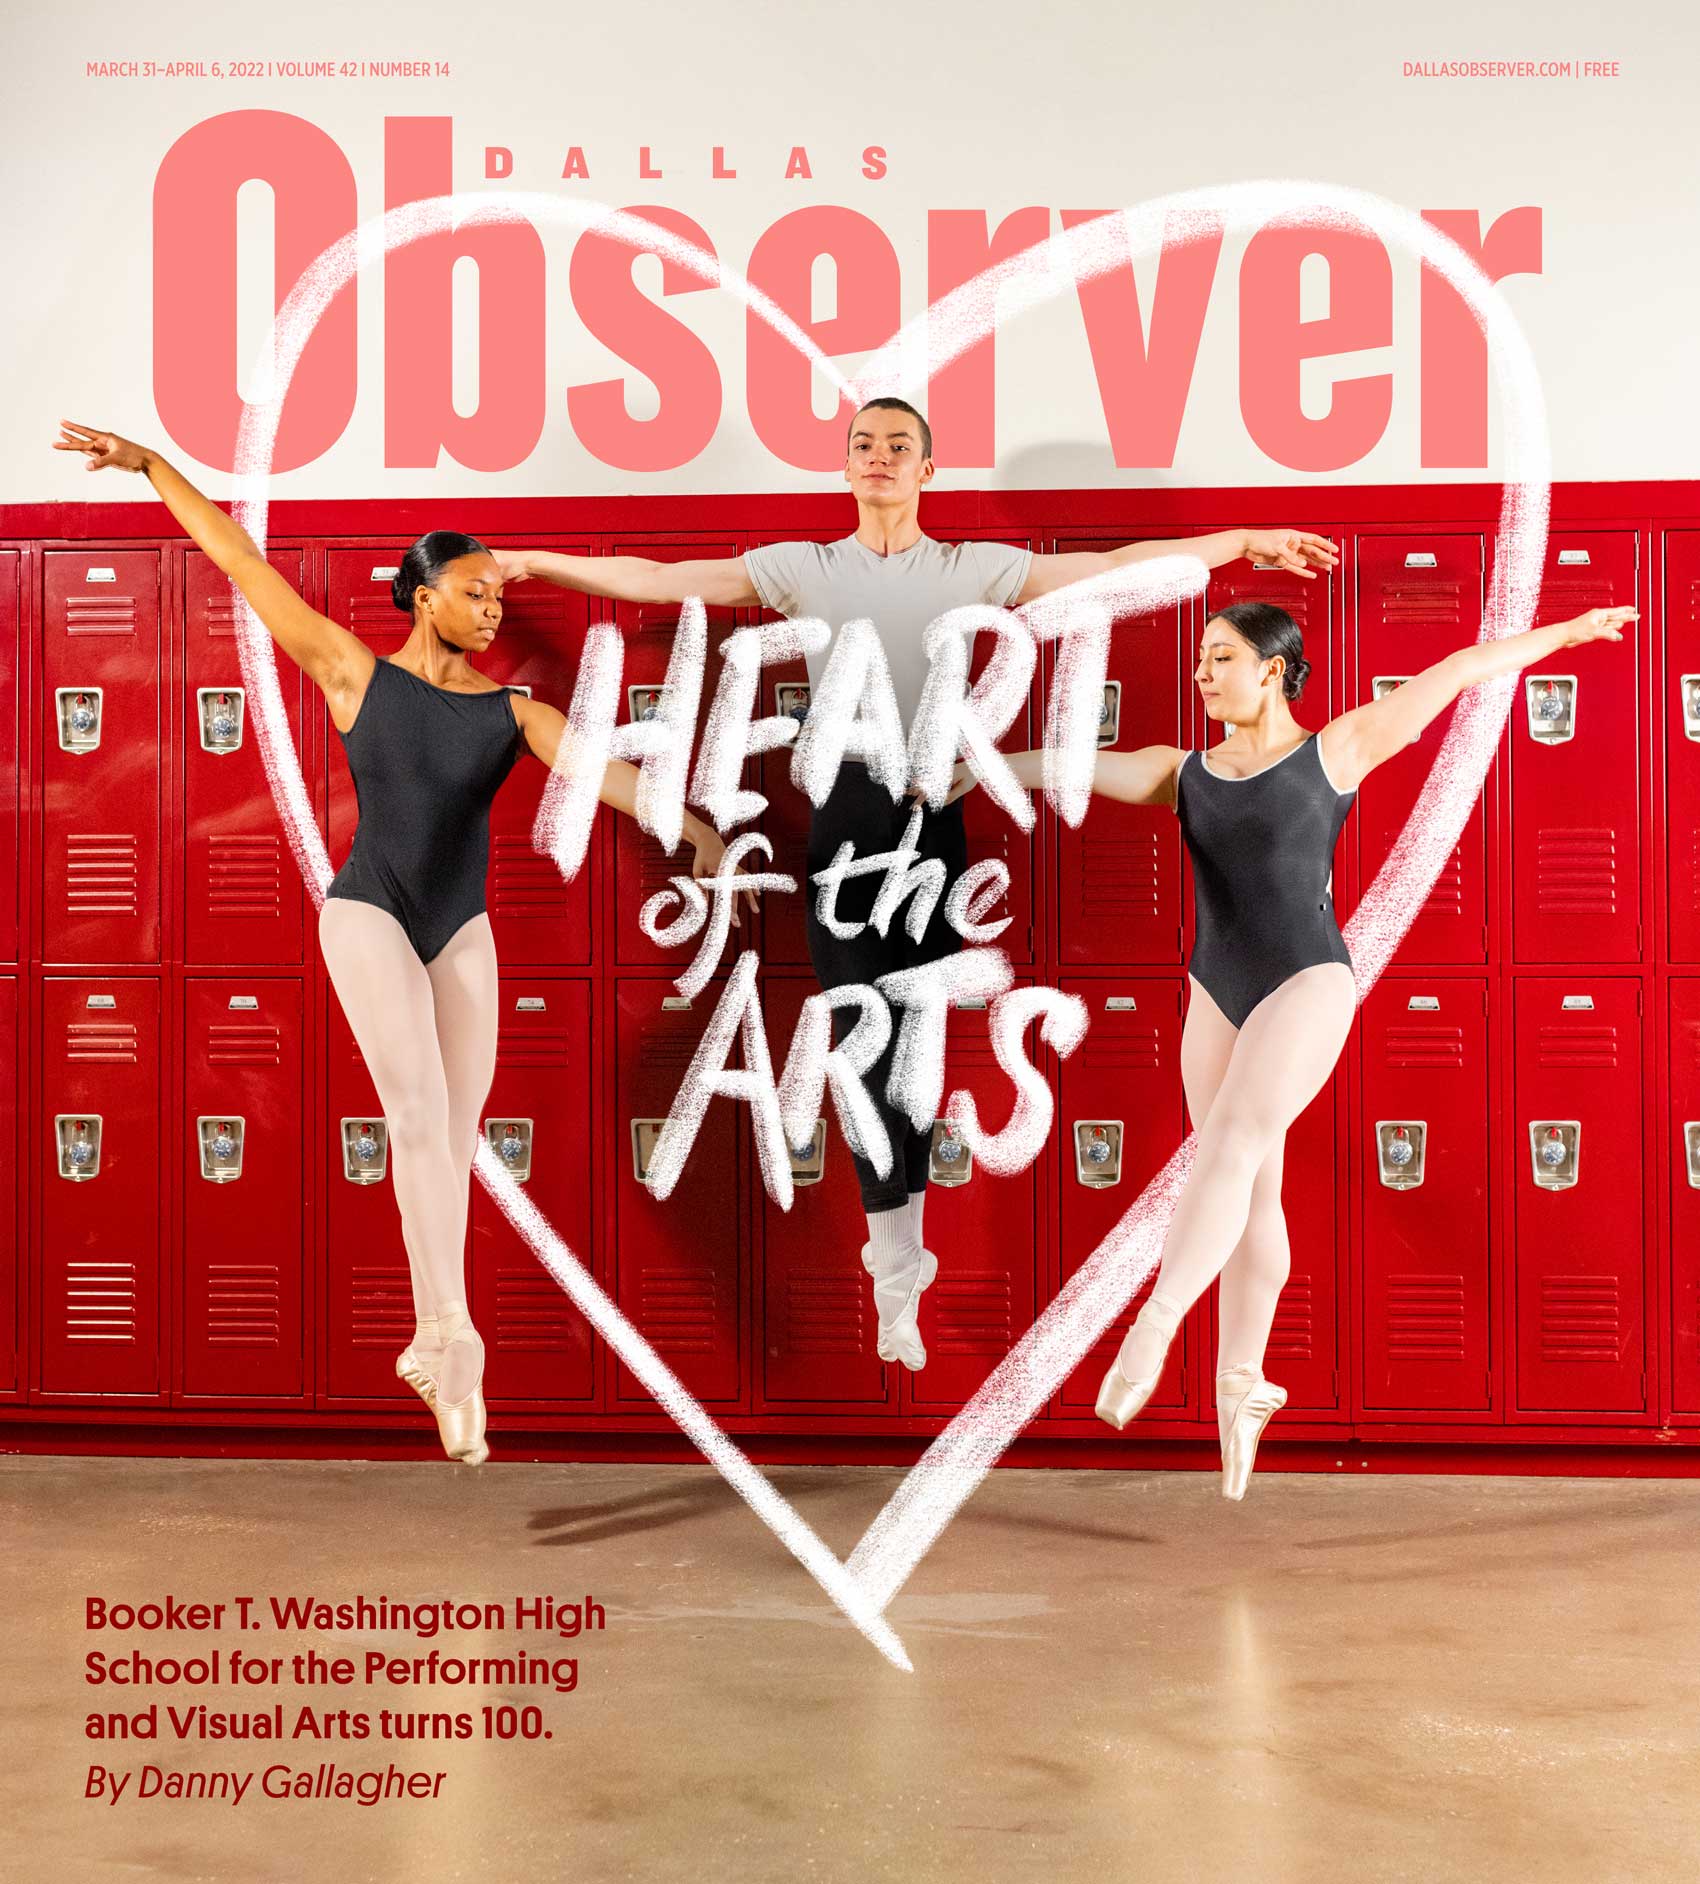 MARCH 31–APRIL 6, 2022 I VOLUME 42 I NUMBER 14
DALLASOBSERVER.COM | FREE
DALLAS
Observer
HEART
of the
ARTS
Booker T. Washington High
School for the Performing
and Visual Arts turns 100.
By Danny Gallagher